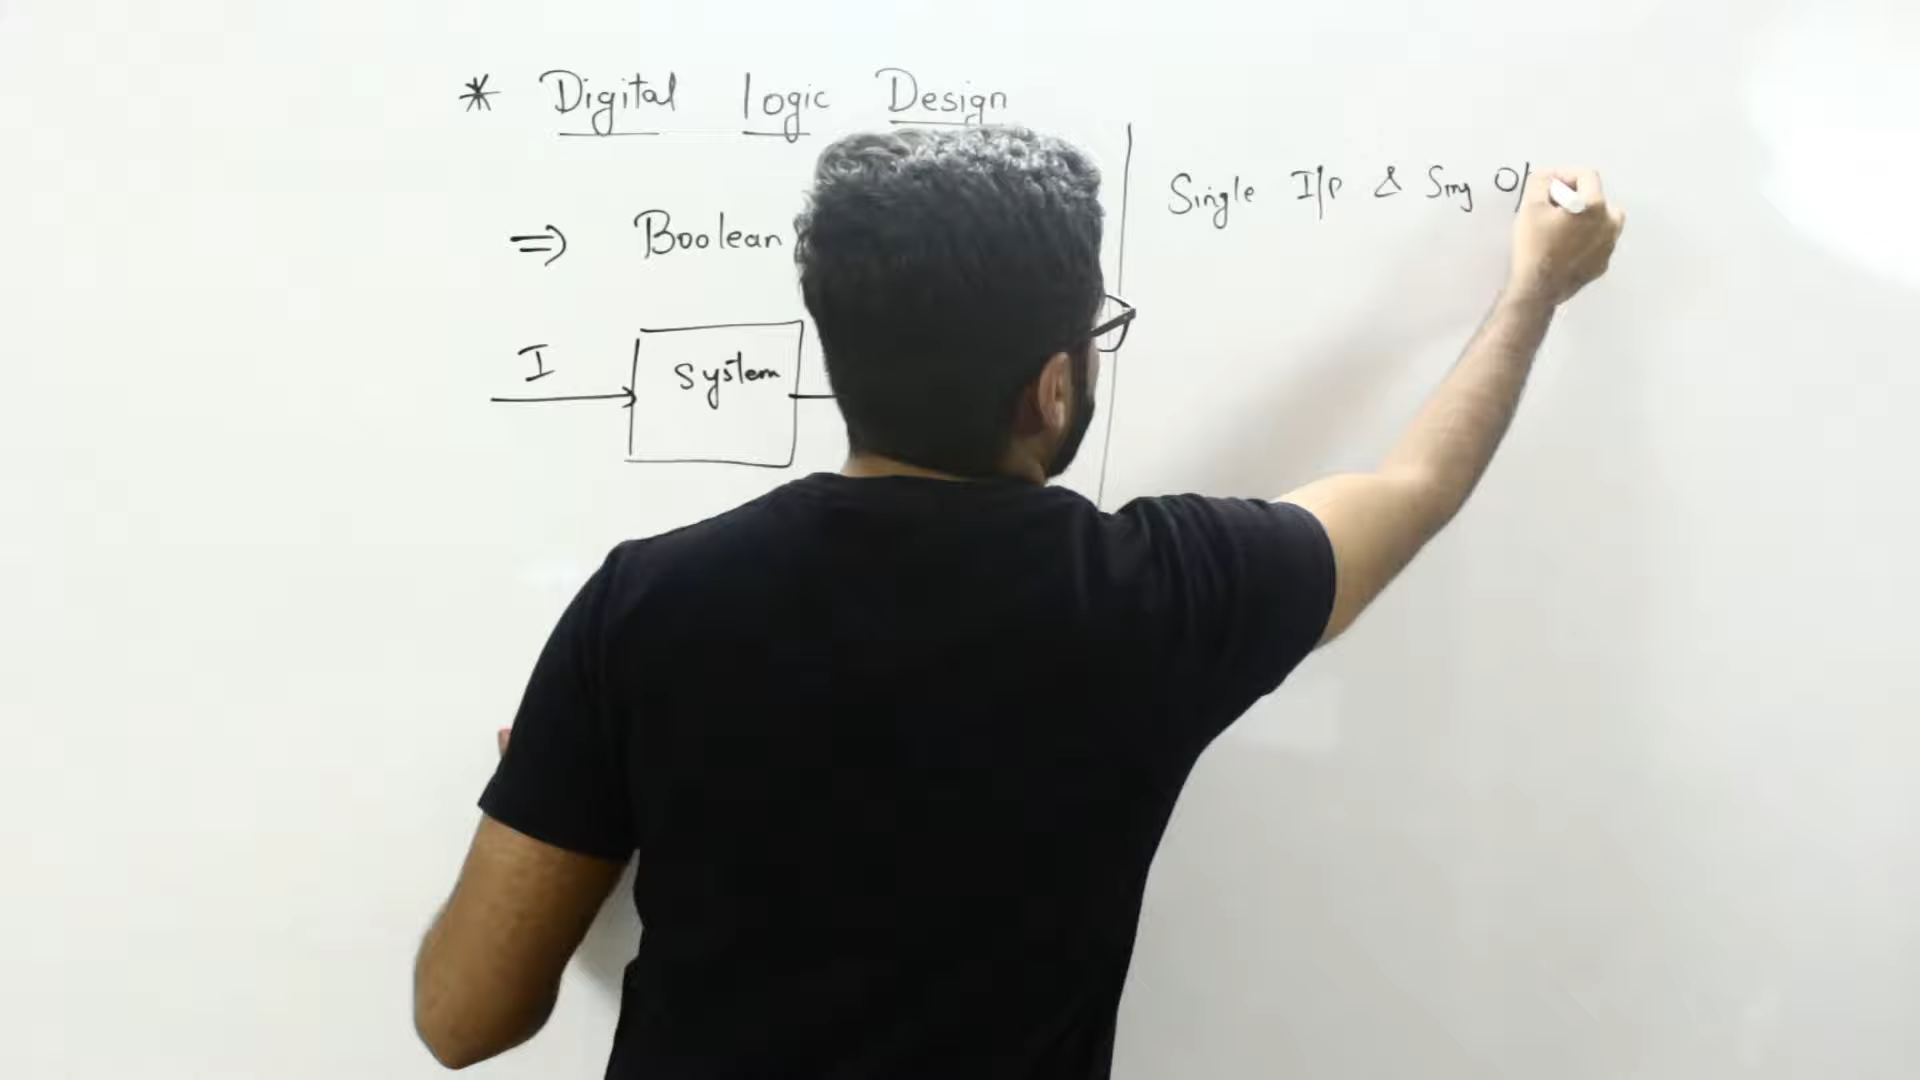 * Digital logic Design
⇒ Boolean
I
System
Single I/P & Sing O/